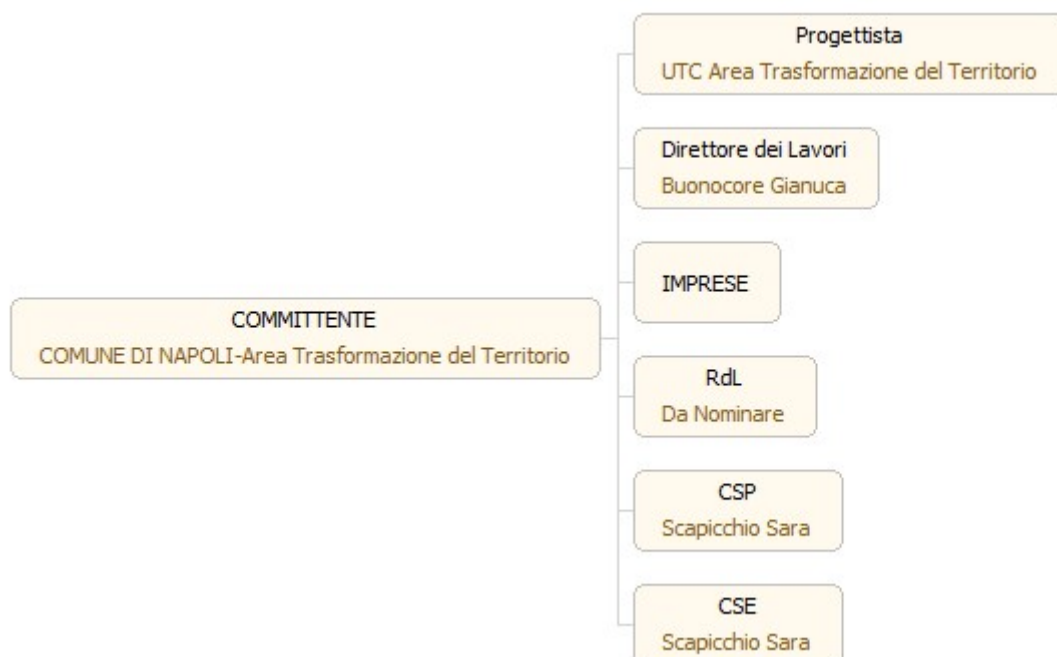 Progettista
UTC Area Trasformazione del Territorio
Direttore dei Lavori
Buonocore Gianuca
IMPRESE
COMMITTENTE
COMUNE DI NAPOLI-Area Trasformazione del Territorio
RdL
Da Nominare
CSP
Scapicchio Sara
CSE
Scapicchio Sara